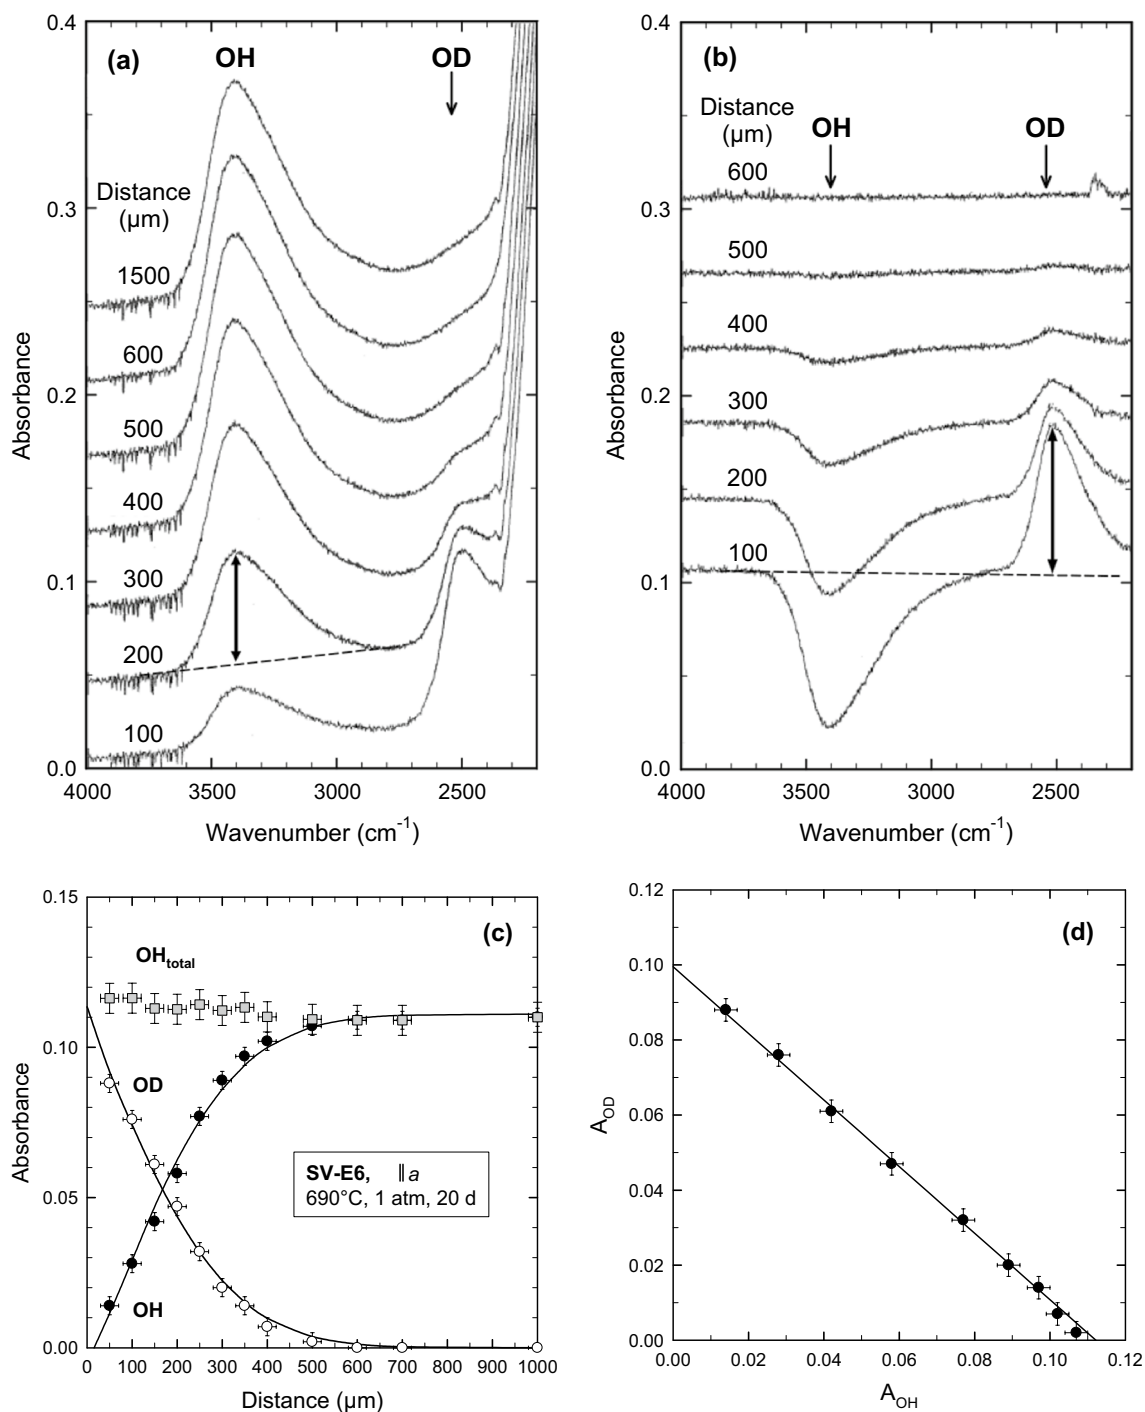 (a)
OH
OD
Distance
(µm)
1500
600
500
400
300
200
100
0.4
0.3
0.2
0.1
0.0
Absorbance
4000
3500
3000
2500
Wavenumber (cm⁻¹)
(b)
Distance
(µm)
OH
OD
600
500
400
300
200
100
0.4
0.3
0.2
0.1
0.0
Absorbance
4000
3500
3000
2500
2000
Wavenumber (cm⁻¹)
(c)
OH_total
OD
OH
SV-E6, ∥a
690°C, 1 atm, 20 d
0.15
0.10
0.05
0.00
Absorbance
0 100 200 300 400 500 600 700 800 900 1000
Distance (µm)
(d)
0.12
0.10
0.08
0.06
0.04
0.02
0.00
A_OD
0.00 0.02 0.04 0.06 0.08 0.10 0.12
A_OH